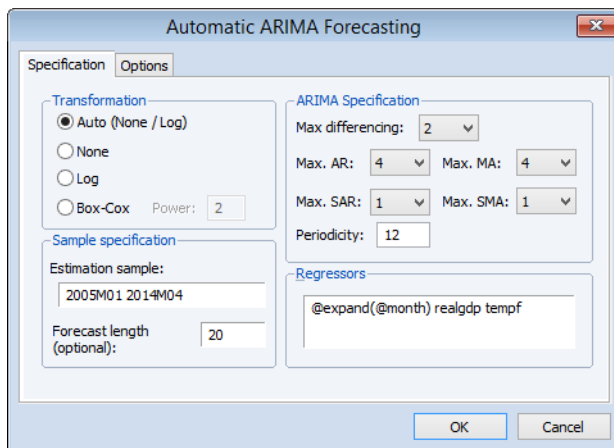 Automatic ARIMA Forecasting
Specification Options
Transformation
Auto (None / Log)
None
Log
Box-Cox Power: 2
Sample specification
Estimation sample:
2005M01 2014M04
Forecast length
(optional): 20
ARIMA Specification
Max differencing: 2
Max. AR: 4 Max. MA: 4
Max. SAR: 1 Max. SMA: 1
Periodicity: 12
Regressors
@expand(@month) realgdp tempf
OK Cancel